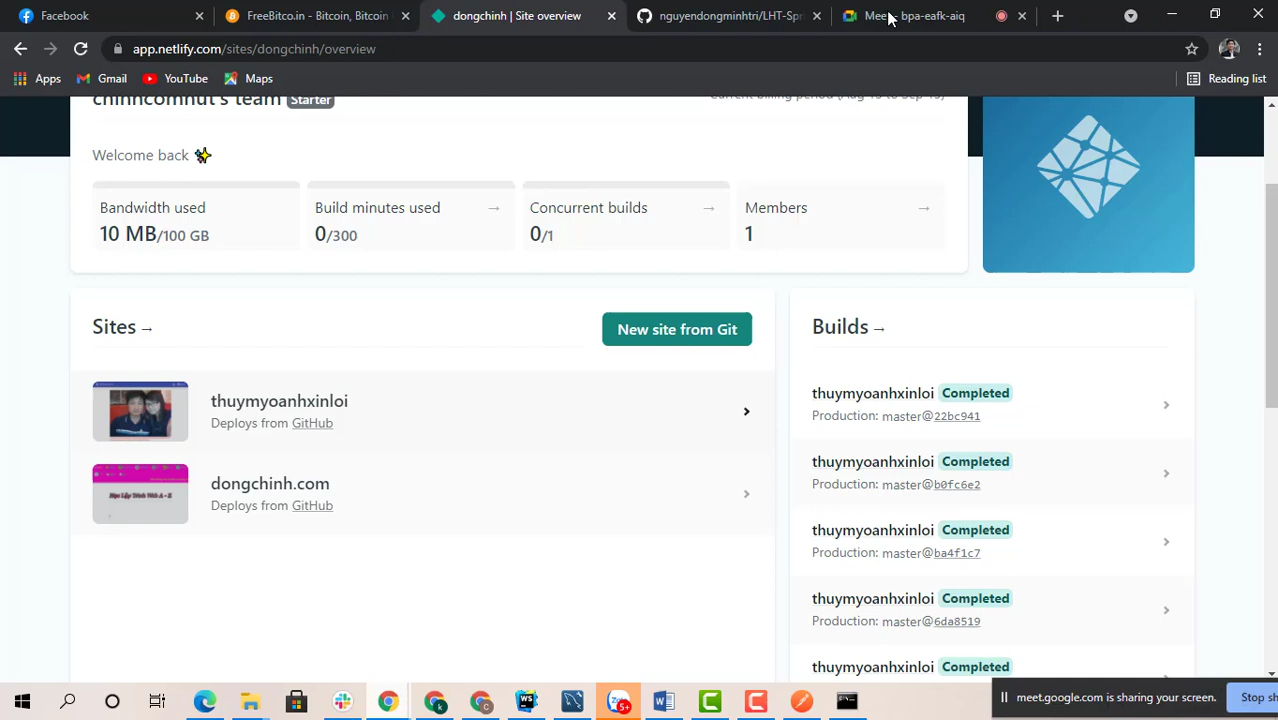 Facebook
FreeBitco.in - Bitcoin, Bitcoin
dongchinh | Site overview
nguyendongminhtri/LHT-Spr
Meet bpa-eafk-aiq
app.netlify.com/sites/dongchinh/overview
Apps
Gmail
YouTube
Maps
Reading list
chinhcomnut's team Starter
Welcome back
Bandwidth used
10 MB/100 GB
Build minutes used →
0/300
Concurrent builds →
0/1
Members →
1
Sites →
New site from Git
thuymyoanhxinloi
Deploys from GitHub
dongchinh.com
Deploys from GitHub
Builds →
thuymyoanhxinloi Completed
Production: master@22bc941
thuymyoanhxinloi Completed
Production: master@b0fc6e2
thuymyoanhxinloi Completed
Production: master@ba4f1c7
thuymyoanhxinloi Completed
Production: master@6da8519
thuymyoanhxinloi Completed
5+
meet.google.com is sharing your screen.
Stop sh